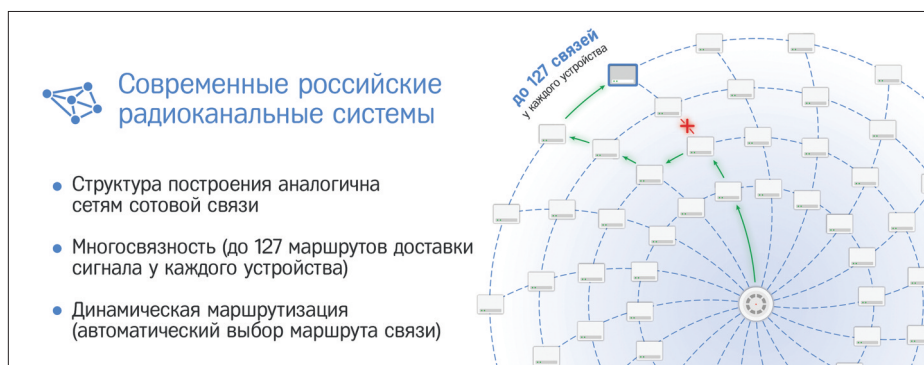 до 127 связей
у каждого устройства
Современные российские
радиоканальные системы
• Структура построения аналогична
сетям сотовой связи
• Многосвязность (до 127 маршрутов доставки
сигнала у каждого устройства)
• Динамическая маршрутизация
(автоматический выбор маршрута связи)